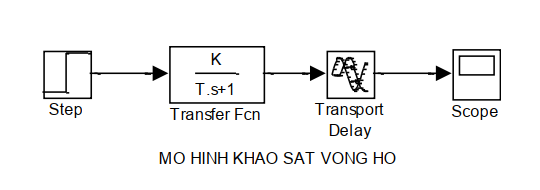 K
T.s+1
Step
Transfer Fcn
Transport
Delay
Scope
MO HINH KHAO SAT VONG HO